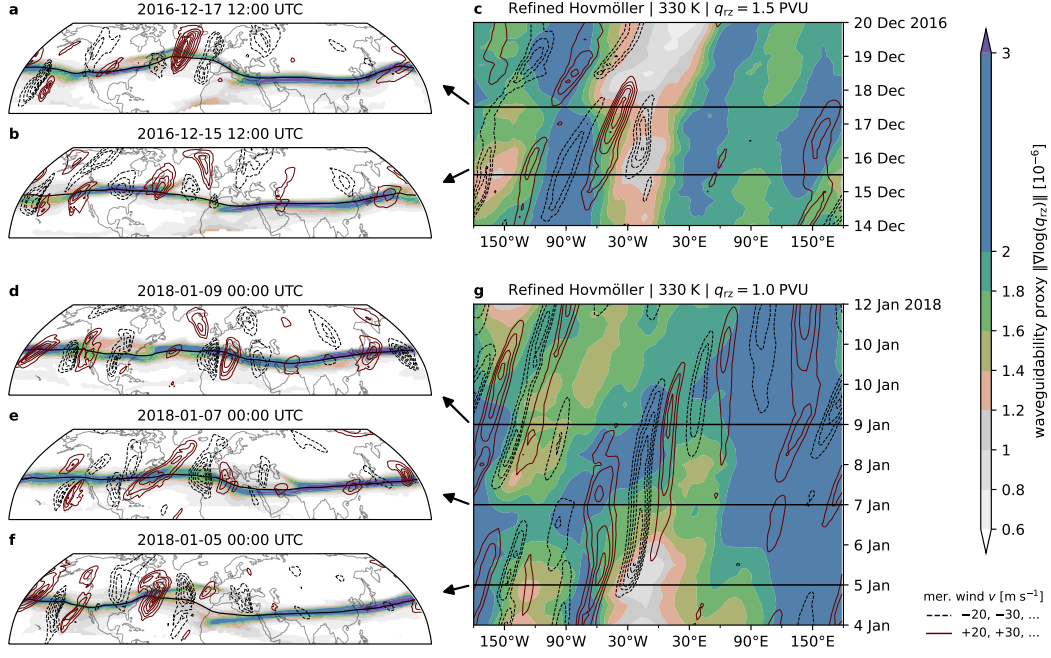 a
2016-12-17 12:00 UTC
b
2016-12-15 12:00 UTC
c
Refined Hovmöller | 330 K | q_rz = 1.5 PVU
20 Dec 2016
19 Dec
18 Dec
17 Dec
16 Dec
15 Dec
14 Dec
150°W 90°W 30°W 30°E 90°E 150°E
d
2018-01-09 00:00 UTC
e
2018-01-07 00:00 UTC
f
2018-01-05 00:00 UTC
g
Refined Hovmöller | 330 K | q_rz = 1.0 PVU
12 Jan 2018
10 Jan
10 Jan
9 Jan
8 Jan
7 Jan
6 Jan
5 Jan
4 Jan
150°W 90°W 30°W 30°E 90°E 150°E
3
2
1.8
1.6
1.4
1.2
1
0.8
0.6
waveguidability proxy ‖∇log(q_rz)‖ [10⁻⁶]
mer. wind v [m s⁻¹]
−20, −30, ...
+20, +30, ...